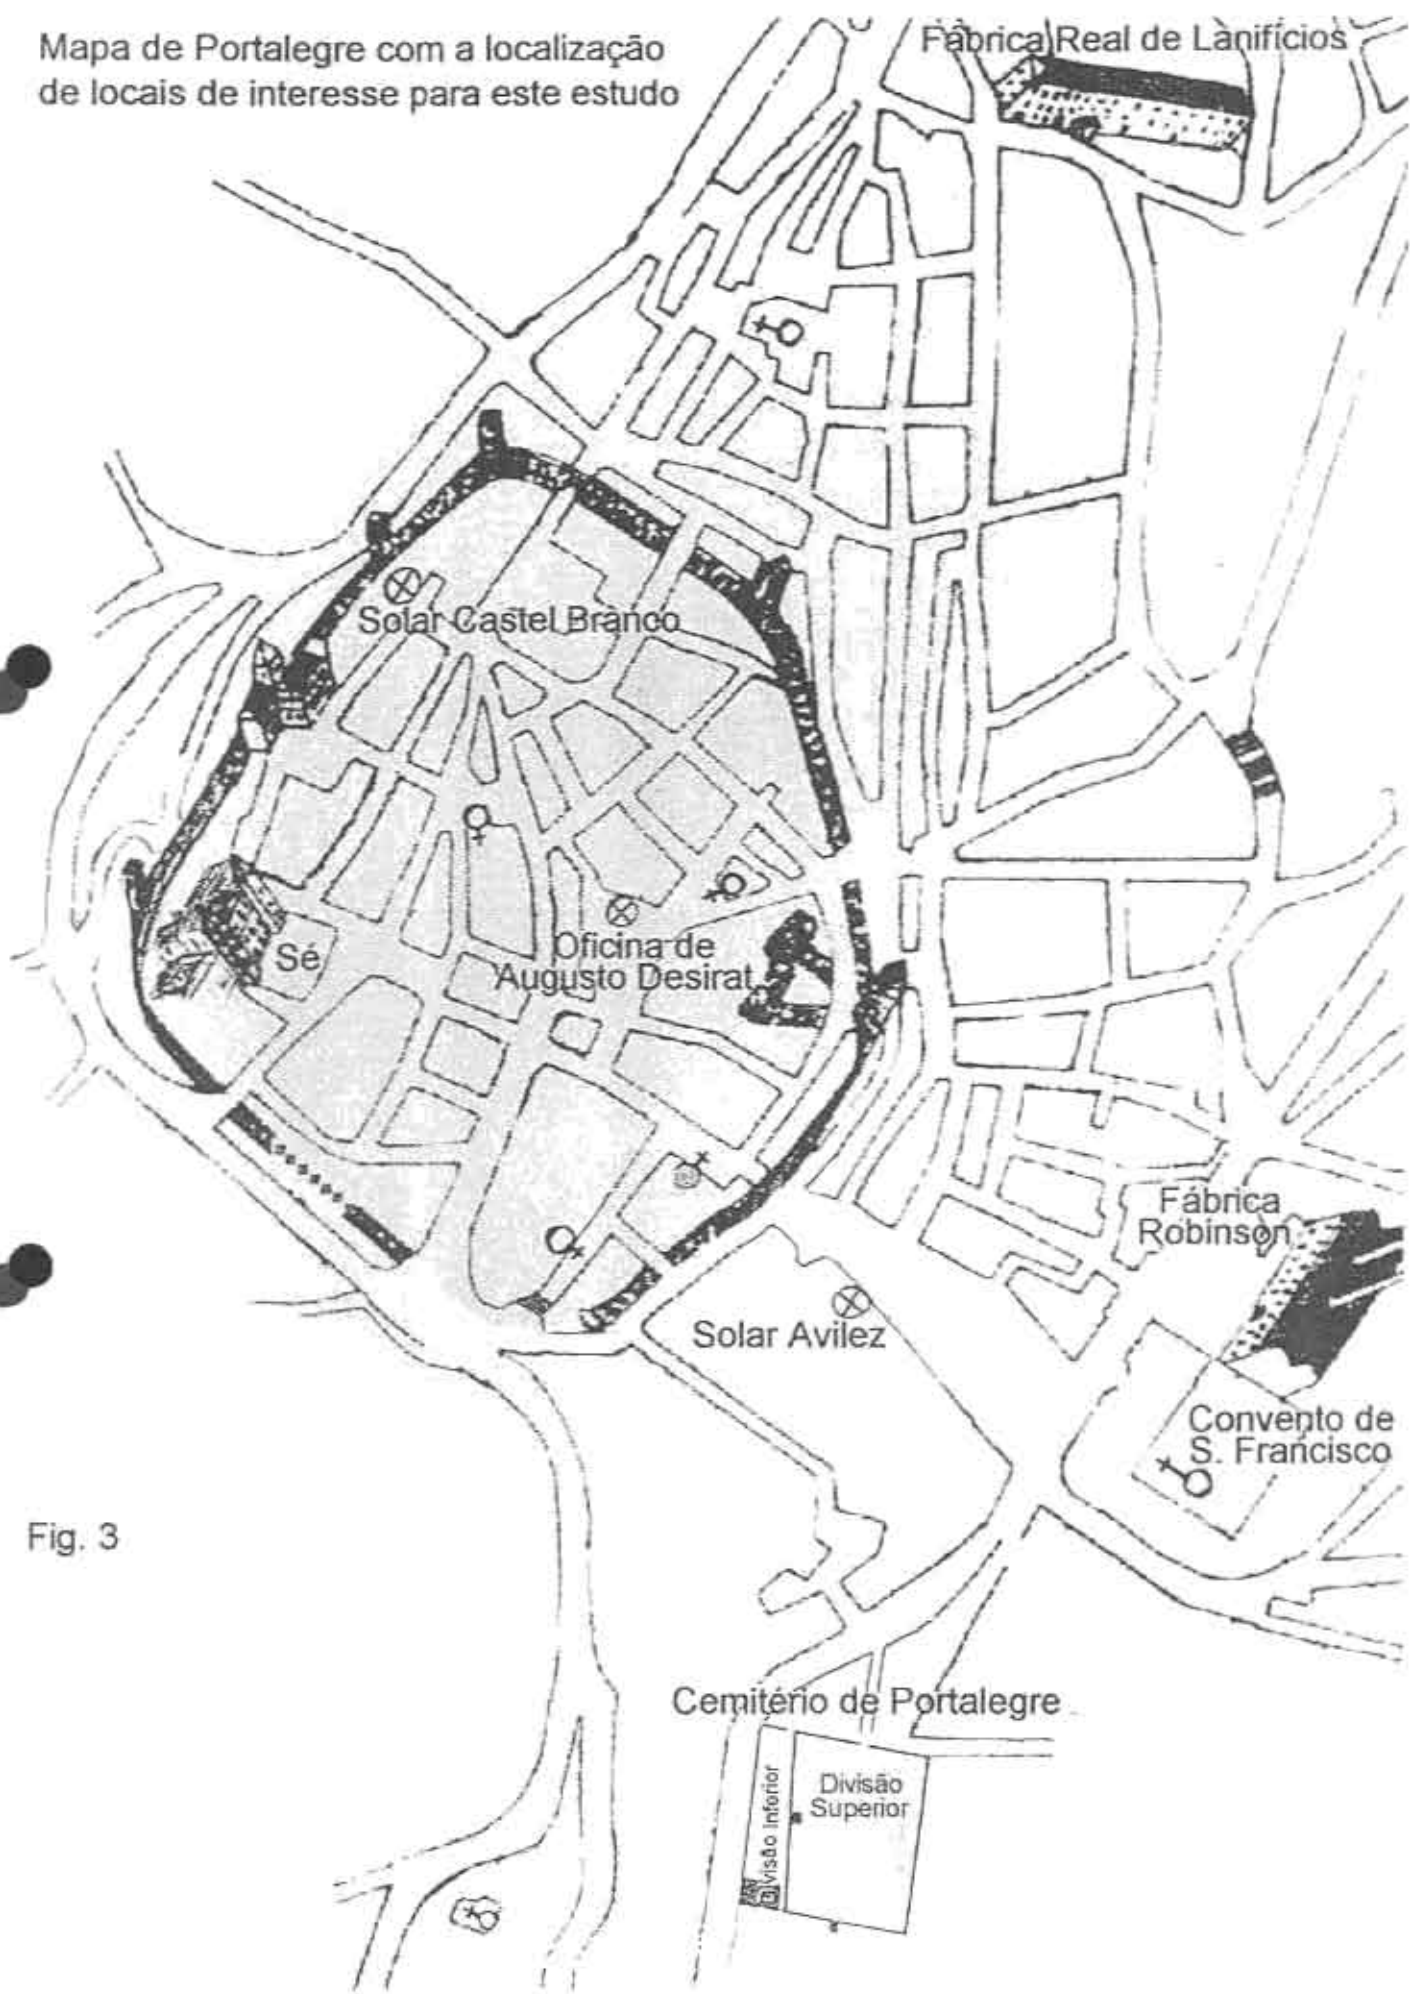 Mapa de Portalegre com a localização
de locais de interesse para este estudo
Fábrica Real de Lanifícios
Solar Castel Branco
Sé
Oficina de
Augusto Desirat
Fábrica
Robinson
Solar Avilez
Convento de
S. Francisco
Fig. 3
Cemitério de Portalegre
Divisão Inferior
Divisão
Superior